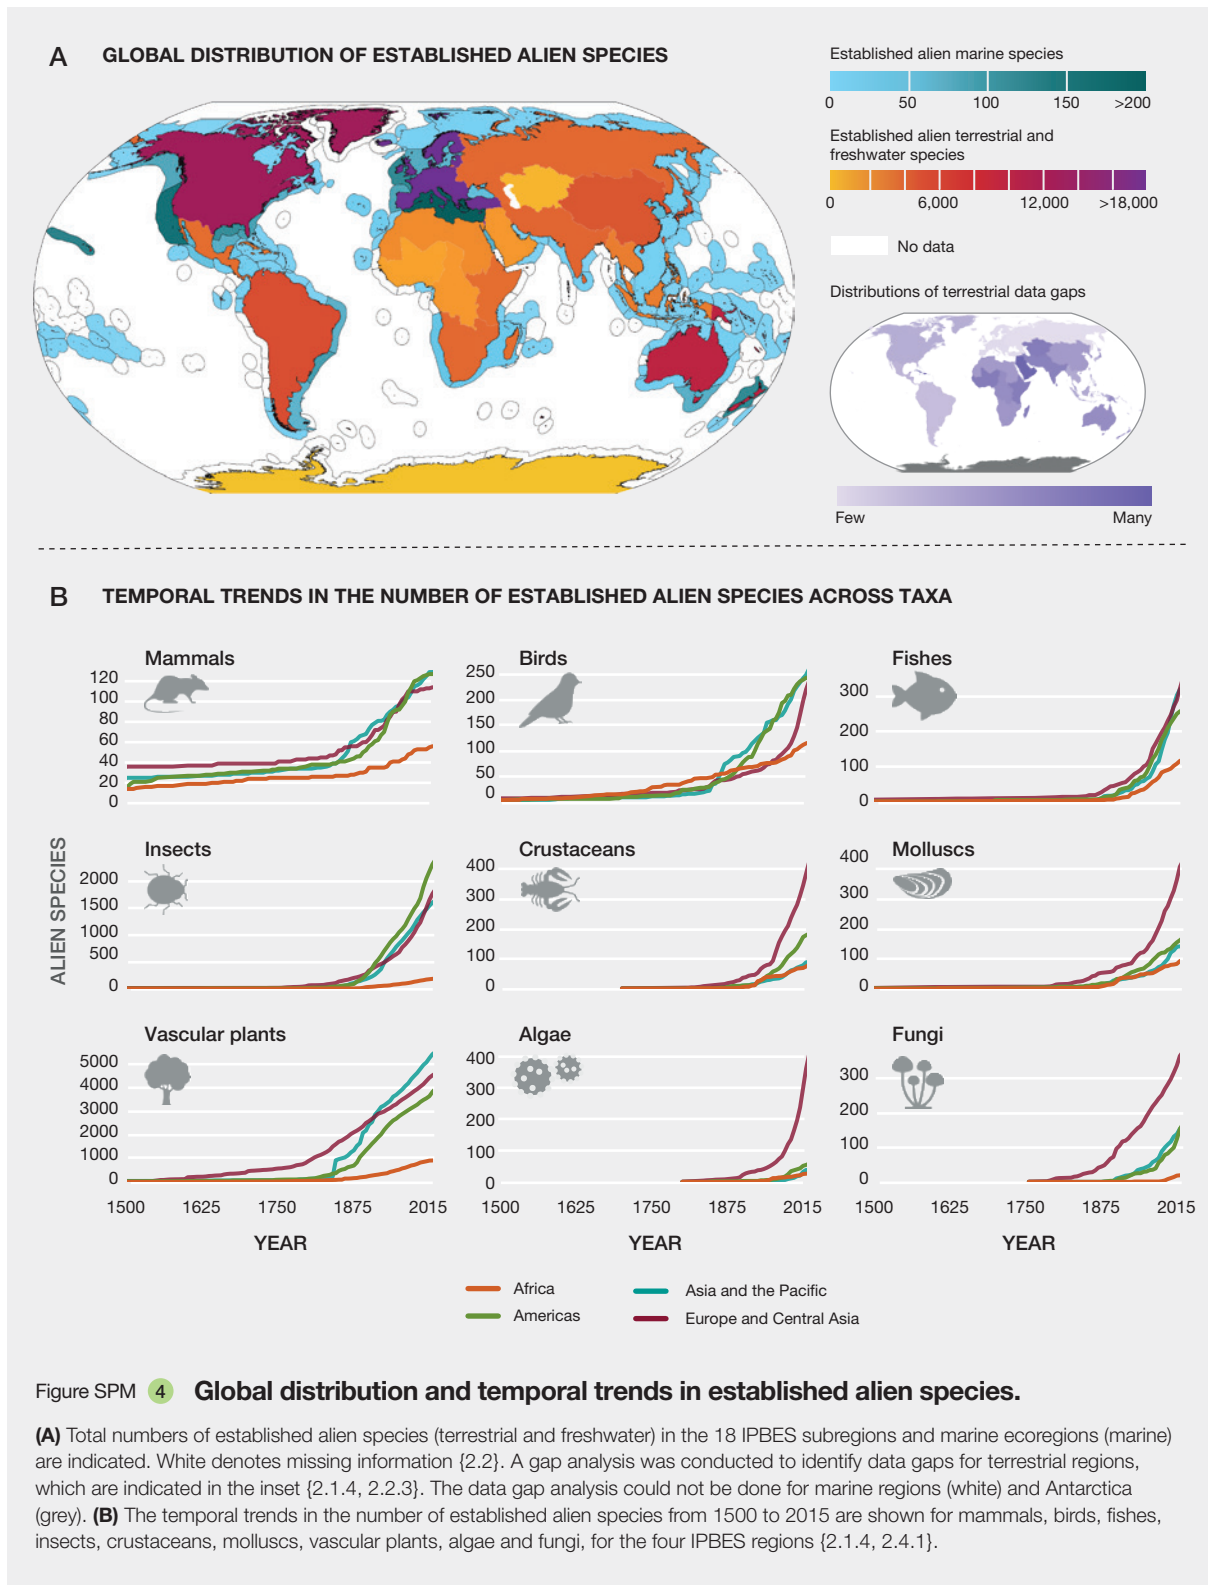 A GLOBAL DISTRIBUTION OF ESTABLISHED ALIEN SPECIES
Established alien marine species
0 50 100 150 >200
Established alien terrestrial and
freshwater species
0 6,000 12,000 >18,000
No data
Distributions of terrestrial data gaps
Few Many
B TEMPORAL TRENDS IN THE NUMBER OF ESTABLISHED ALIEN SPECIES ACROSS TAXA
ALIEN SPECIES
Mammals
120
100
80
60
40
20
0
Birds
250
200
150
100
50
0
Fishes
300
200
100
0
Insects
2000
1500
1000
500
0
Crustaceans
400
300
200
100
0
Molluscs
400
300
200
100
0
Vascular plants
5000
4000
3000
2000
1000
0
1500 1625 1750 1875 2015
YEAR
Algae
400
300
200
100
0
1500 1625 1750 1875 2015
YEAR
Fungi
300
200
100
0
1500 1625 1750 1875 2015
YEAR
Africa
Americas
Asia and the Pacific
Europe and Central Asia
Figure SPM 4 Global distribution and temporal trends in established alien species.
(A) Total numbers of established alien species (terrestrial and freshwater) in the 18 IPBES subregions and marine ecoregions (marine)
are indicated. White denotes missing information {2.2}. A gap analysis was conducted to identify data gaps for terrestrial regions,
which are indicated in the inset {2.1.4, 2.2.3}. The data gap analysis could not be done for marine regions (white) and Antarctica
(grey). (B) The temporal trends in the number of established alien species from 1500 to 2015 are shown for mammals, birds, fishes,
insects, crustaceans, molluscs, vascular plants, algae and fungi, for the four IPBES regions {2.1.4, 2.4.1}.